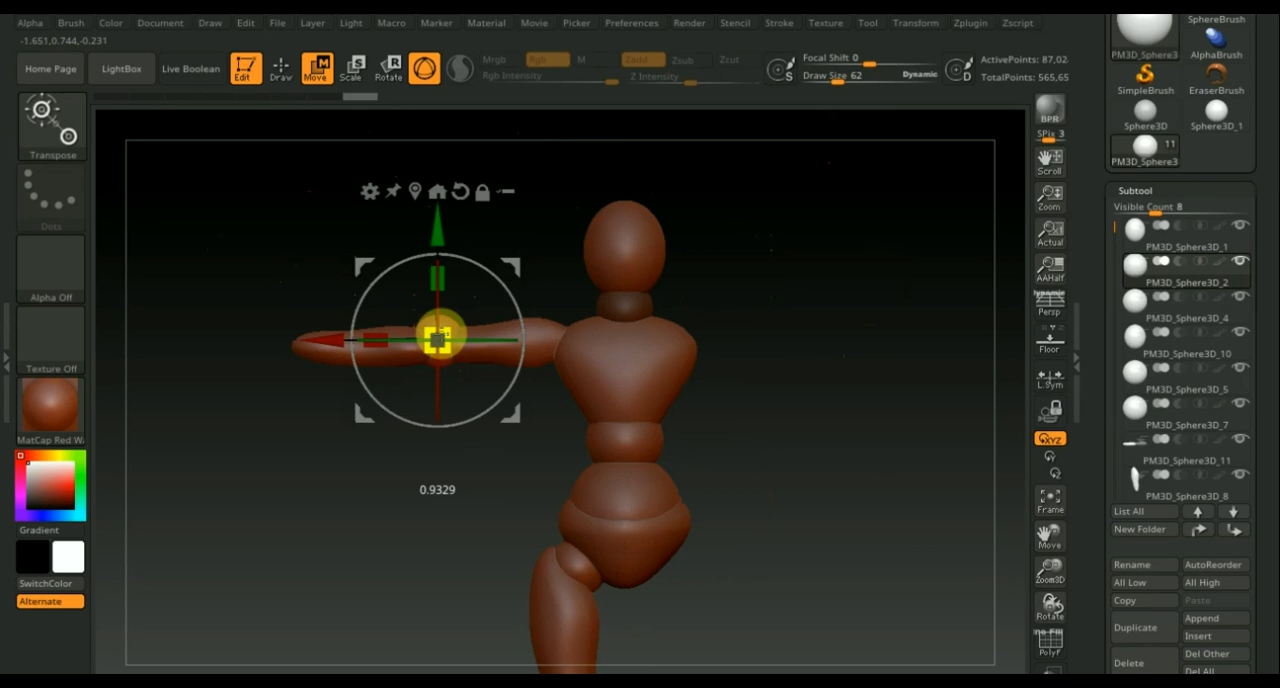 Alpha Brush Color Document Draw Edit File Layer Light Macro Marker Material Movie Picker Preferences Render Stencil Stroke Texture Tool Transform Zplugin Zscript
-1.651,0.744,-0.231
Home Page LightBox Live Boolean Edit Draw Move Scale Rotate
Mrgb Rgb M Zadd Zsub Zcut
Rgb Intensity Z Intensity
Focal Shift 0
Draw Size 62 Dynamic
S
D
ActivePoints: 87,02
TotalPoints: 565,65
Transpose
Dots
Alpha Off
Texture Off
MatCap Red Wa
Gradient
SwitchColor
Alternate
0.9329
BPR
SPix 3
Scroll
Zoom
Actual
AAHalf
Dynamic
Persp
Floor
L.Sym
XYZ
Y
Z
Frame
Move
Zoom3D
Rotate
PolyF
SphereBrush
PM3D_Sphere3
AlphaBrush
SimpleBrush EraserBrush
Sphere3D Sphere3D_1
11
PM3D_Sphere3
Subtool
Visible Count 8
PM3D_Sphere3D_1
PM3D_Sphere3D_2
PM3D_Sphere3D_4
PM3D_Sphere3D_10
PM3D_Sphere3D_5
PM3D_Sphere3D_7
PM3D_Sphere3D_11
PM3D_Sphere3D_8
List All
New Folder
Rename AutoReorder
All Low All High
Copy Paste
Duplicate Append
Insert
Delete Del Other
Del All